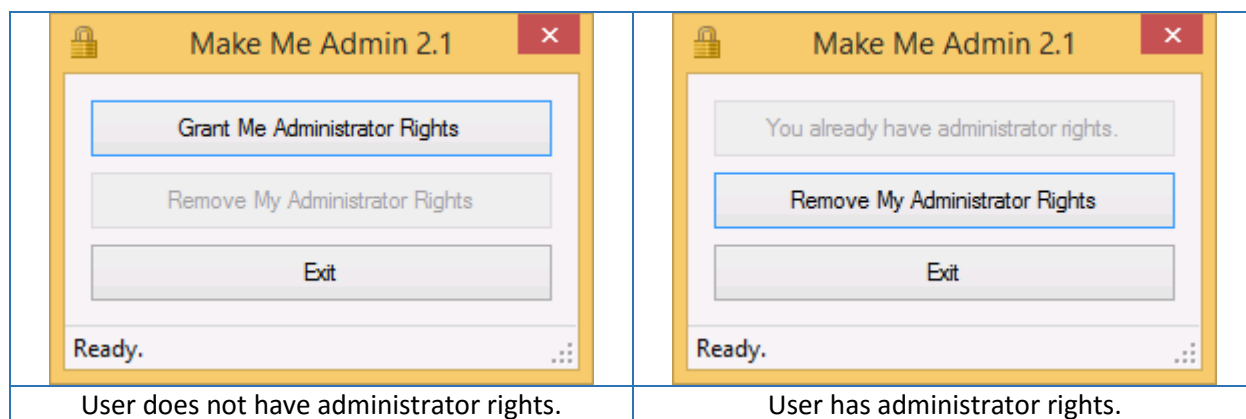 Make Me Admin 2.1
Grant Me Administrator Rights
Remove My Administrator Rights
Exit
Ready.
User does not have administrator rights.
Make Me Admin 2.1
You already have administrator rights.
Remove My Administrator Rights
Exit
Ready.
User has administrator rights.